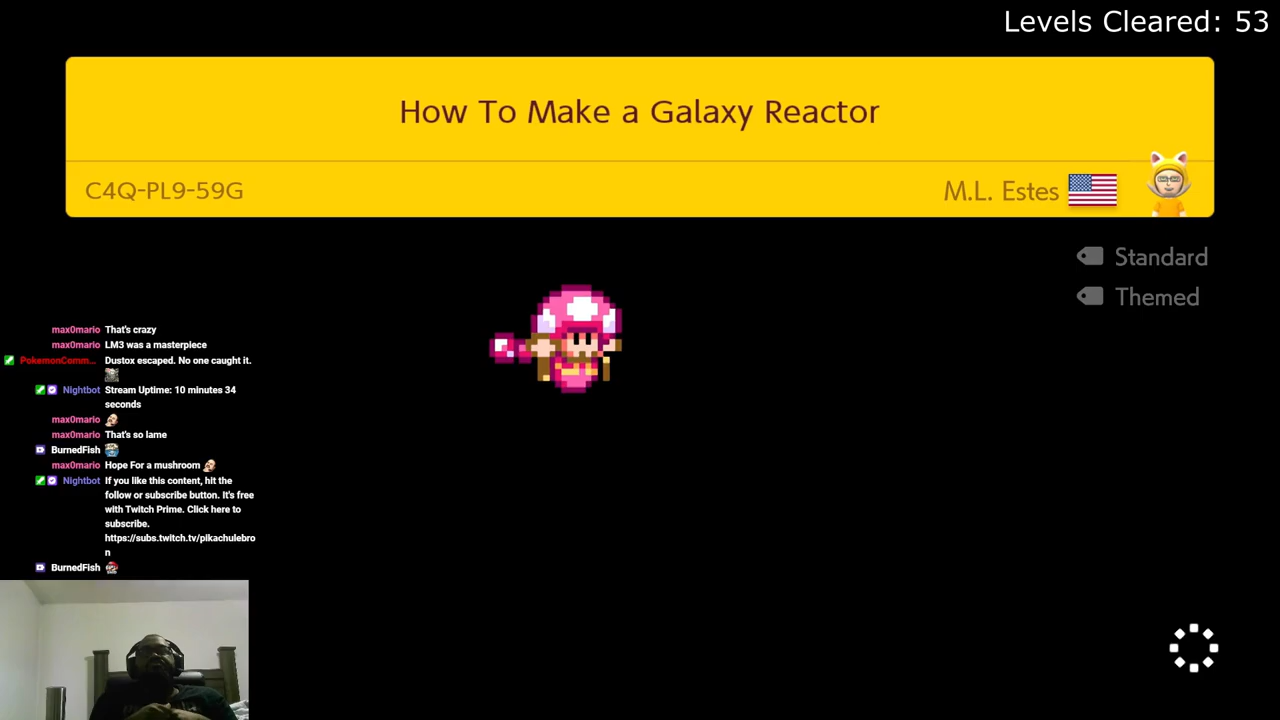 Levels Cleared: 53
How To Make a Galaxy Reactor
C4Q-PL9-59G
M.L. Estes
Standard
Themed
max0mario That's crazy
max0mario LM3 was a masterpiece
PokemonComm... Dustox escaped. No one caught it.
Nightbot Stream Uptime: 10 minutes 34
seconds
max0mario
max0mario That's so lame
BurnedFish
max0mario Hope For a mushroom
Nightbot If you like this content, hit the
follow or subscribe button. It's free
with Twitch Prime. Click here to
subscribe.
https://subs.twitch.tv/pikachulebro
n
BurnedFish